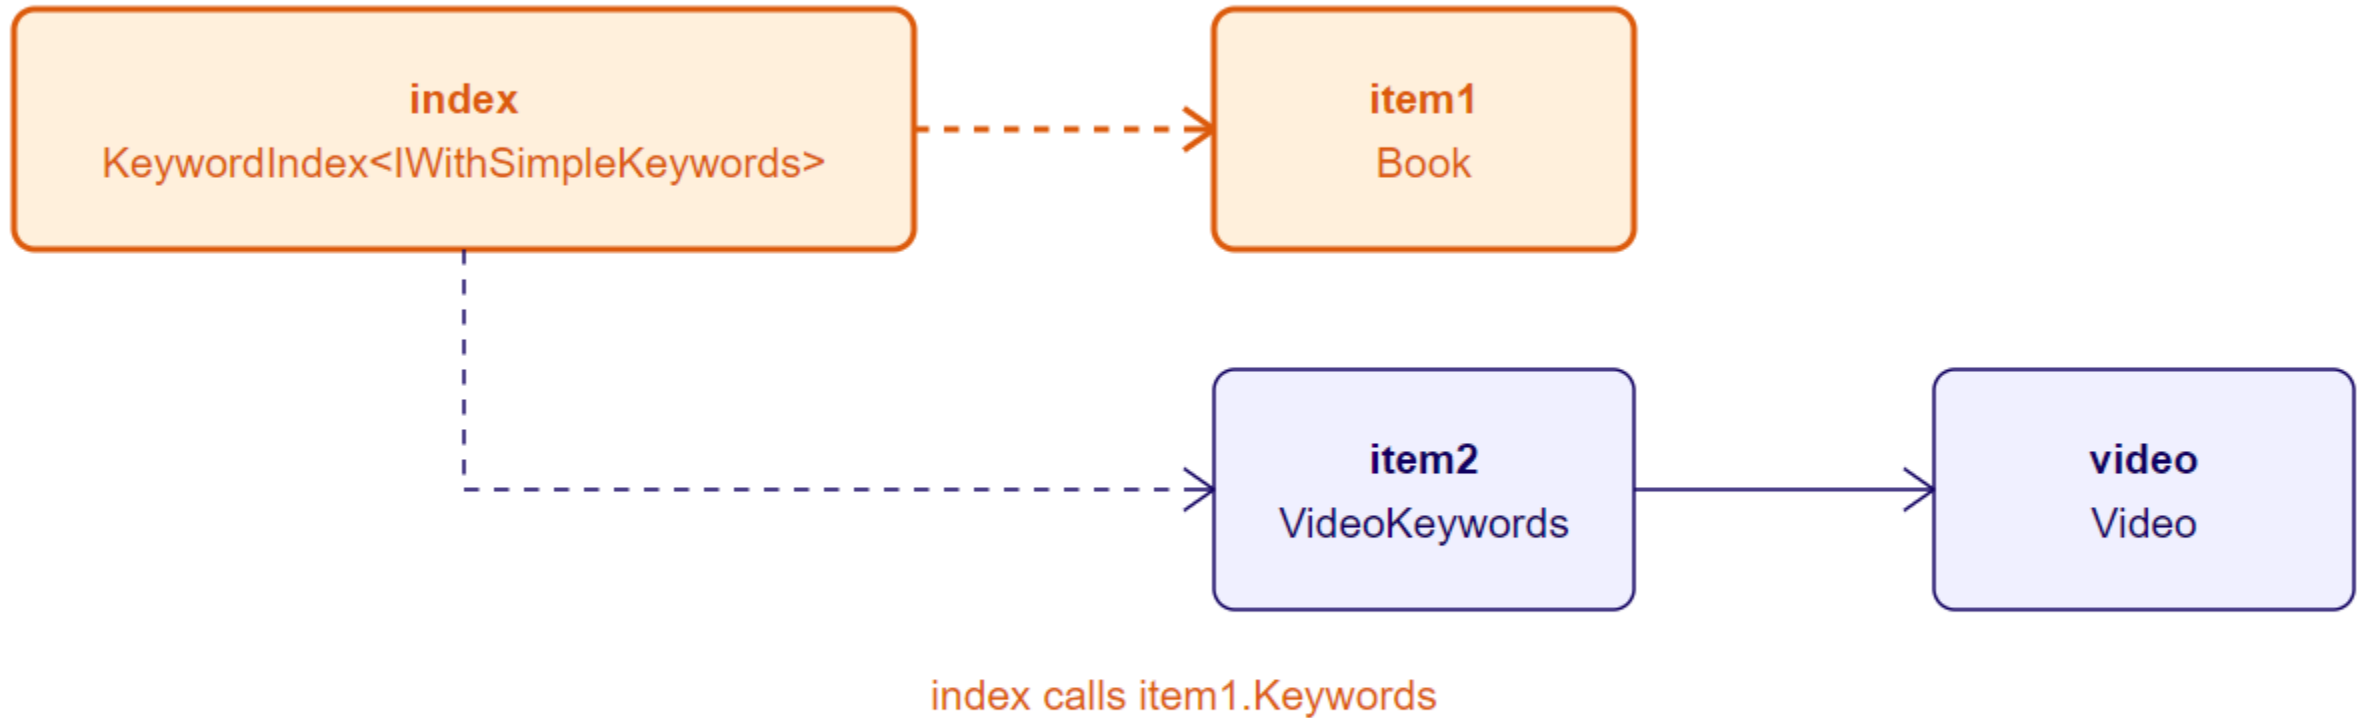 index
KeywordIndex<IWithSimpleKeywords>
item1
Book
item2
VideoKeywords
video
Video
index calls item1.Keywords